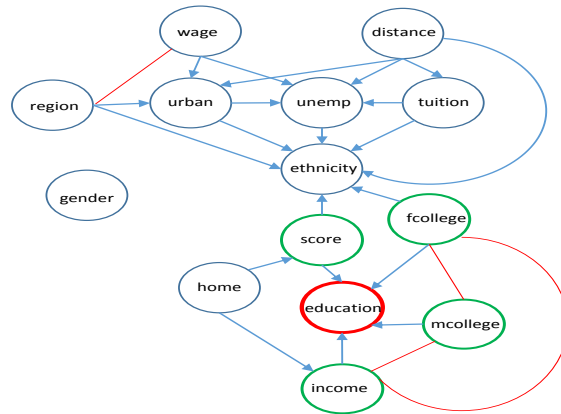 wage
distance
region
urban
unemp
tuition
ethnicity
gender
fcollege
score
home
education
mcollege
income